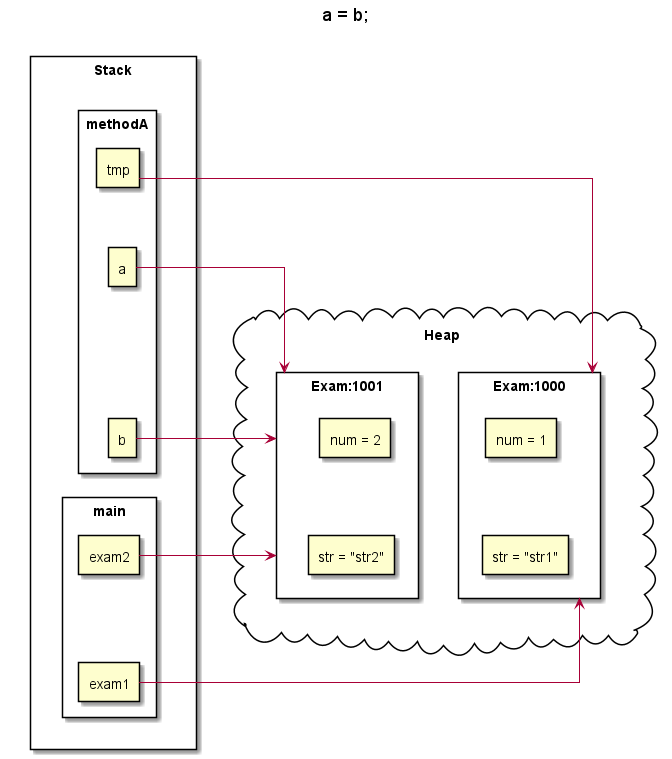 a = b;
Stack
methodA
tmp
a
b
main
exam2
exam1
Heap
Exam:1001
num = 2
str = "str2"
Exam:1000
num = 1
str = "str1"